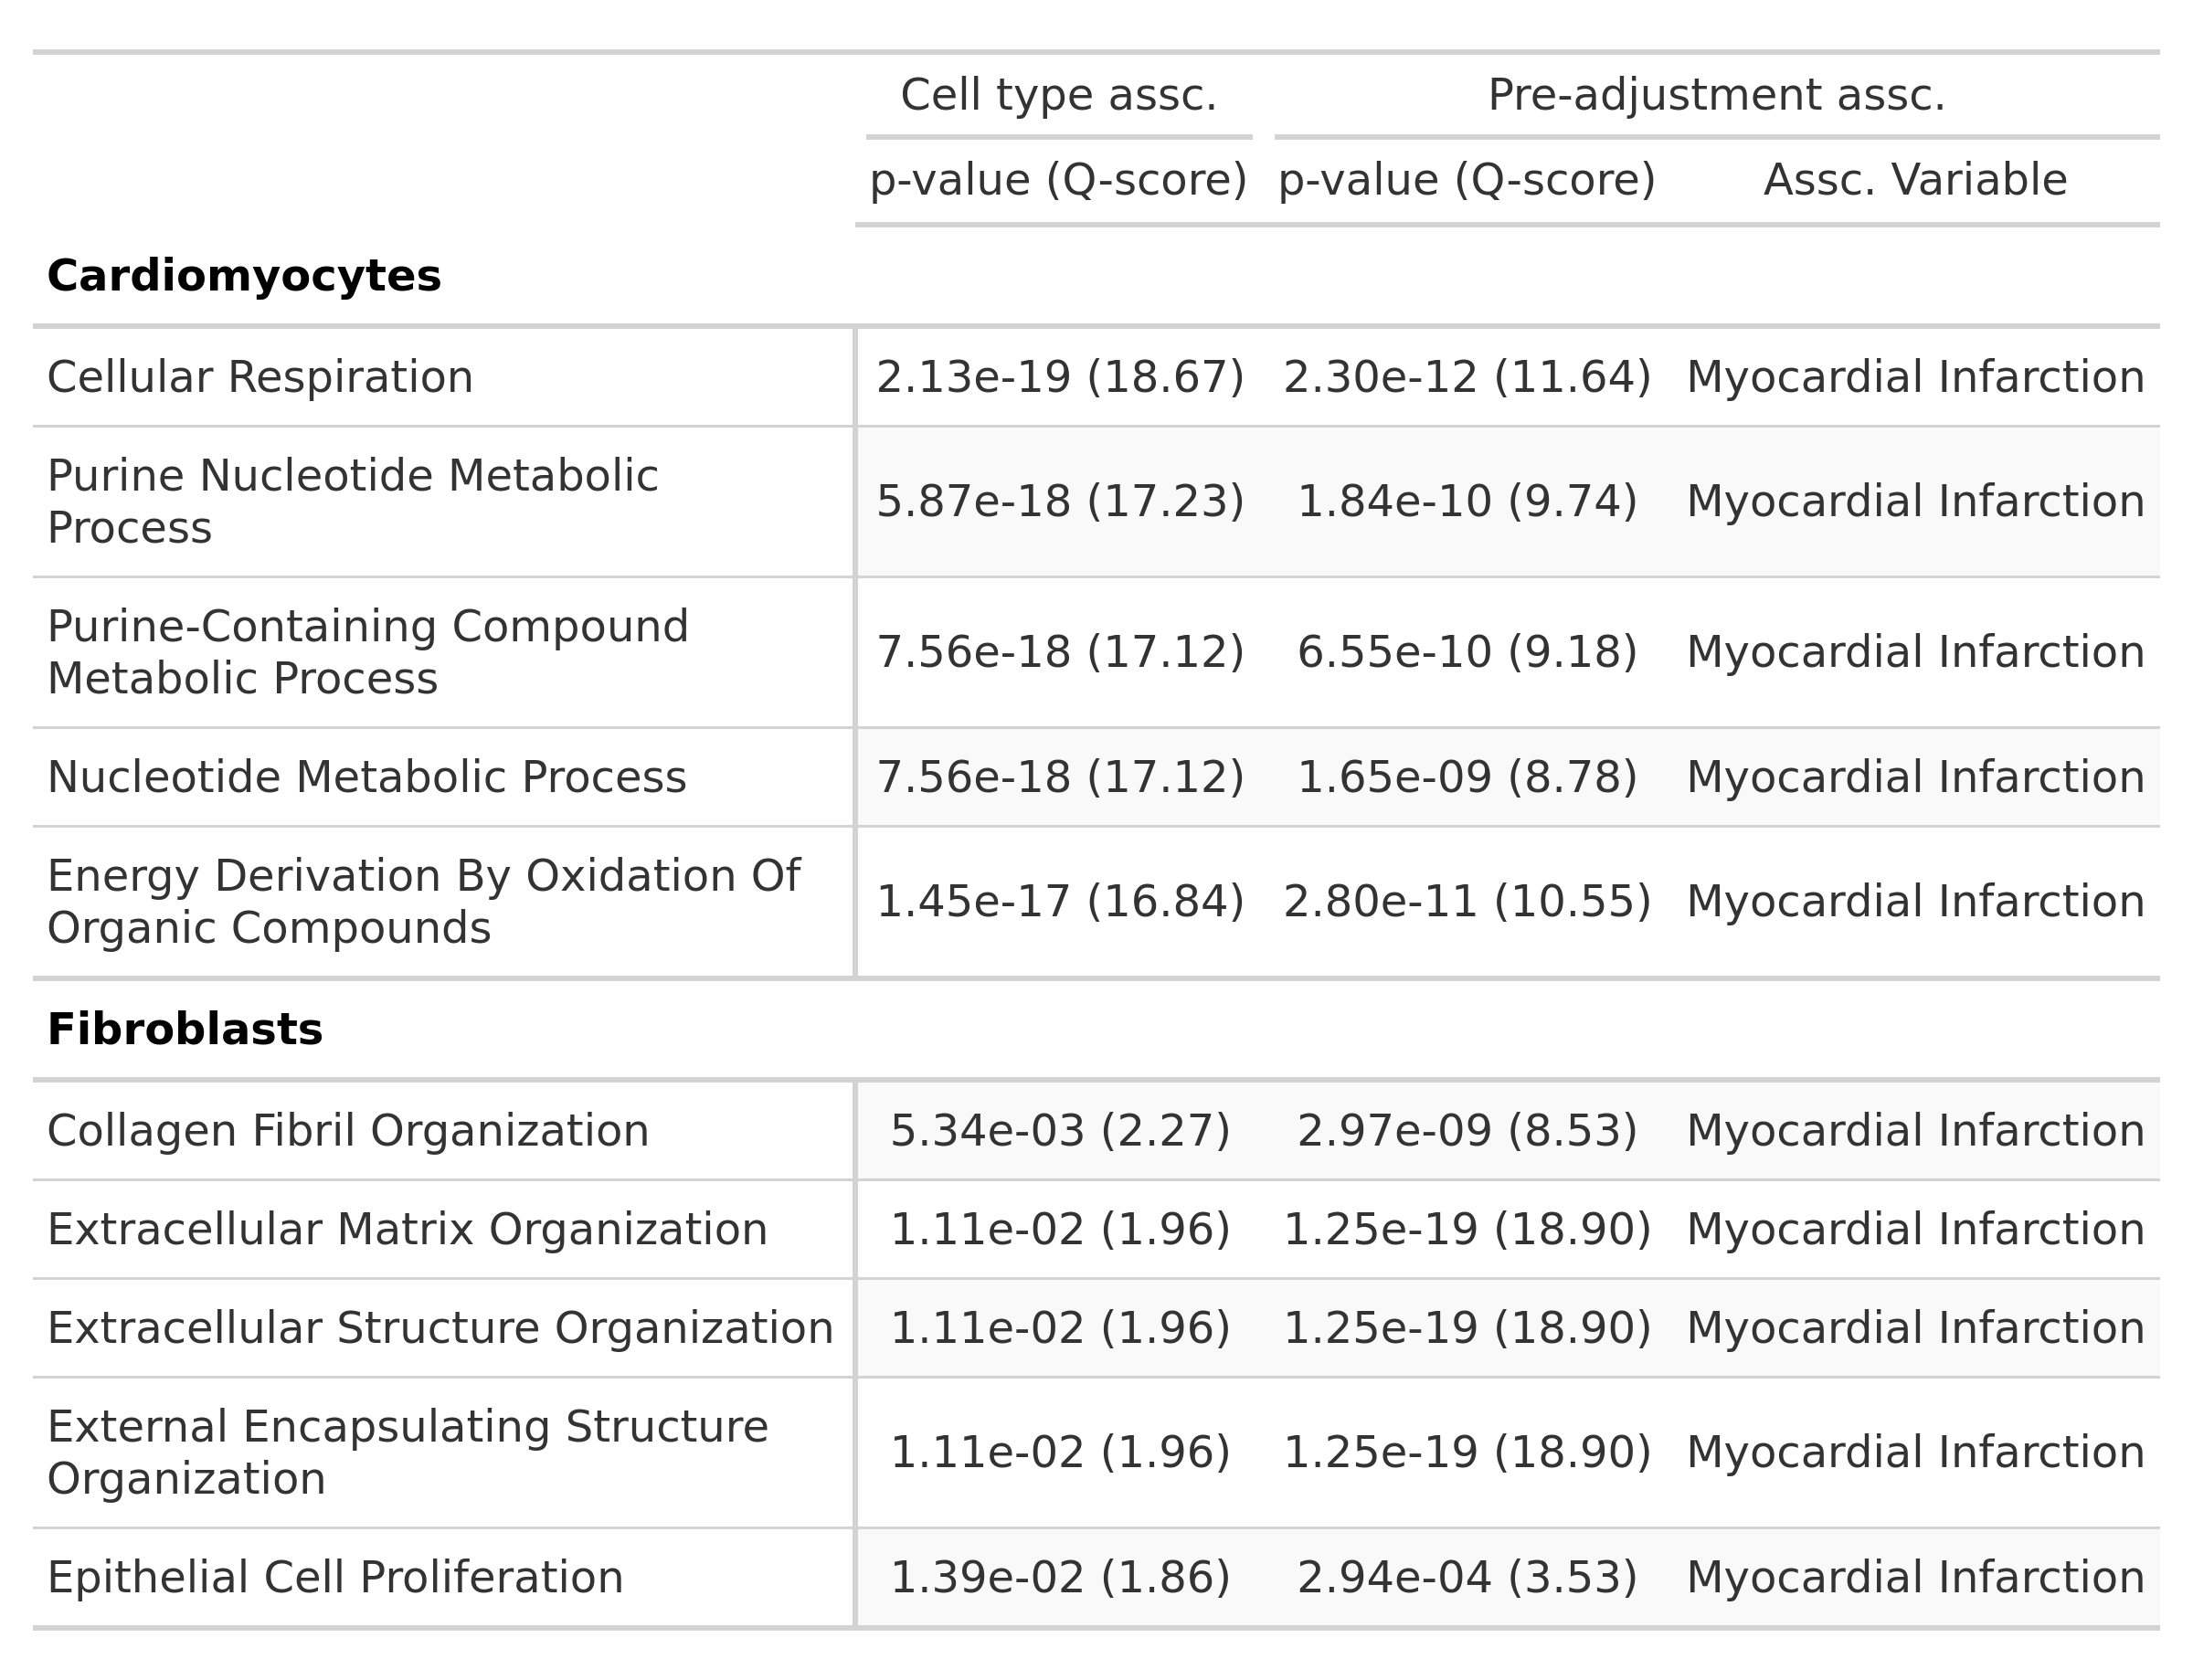 Cell type assc. Pre-adjustment assc.
p-value (Q-score) p-value (Q-score) Assc. Variable
Cardiomyocytes
Cellular Respiration 2.13e-19 (18.67) 2.30e-12 (11.64) Myocardial Infarction
Purine Nucleotide Metabolic
Process
5.87e-18 (17.23) 1.84e-10 (9.74) Myocardial Infarction
Purine-Containing Compound
Metabolic Process
7.56e-18 (17.12) 6.55e-10 (9.18) Myocardial Infarction
Nucleotide Metabolic Process 7.56e-18 (17.12) 1.65e-09 (8.78) Myocardial Infarction
Energy Derivation By Oxidation Of
Organic Compounds
1.45e-17 (16.84) 2.80e-11 (10.55) Myocardial Infarction
Fibroblasts
Collagen Fibril Organization 5.34e-03 (2.27) 2.97e-09 (8.53) Myocardial Infarction
Extracellular Matrix Organization 1.11e-02 (1.96) 1.25e-19 (18.90) Myocardial Infarction
Extracellular Structure Organization 1.11e-02 (1.96) 1.25e-19 (18.90) Myocardial Infarction
External Encapsulating Structure
Organization
1.11e-02 (1.96) 1.25e-19 (18.90) Myocardial Infarction
Epithelial Cell Proliferation 1.39e-02 (1.86) 2.94e-04 (3.53) Myocardial Infarction